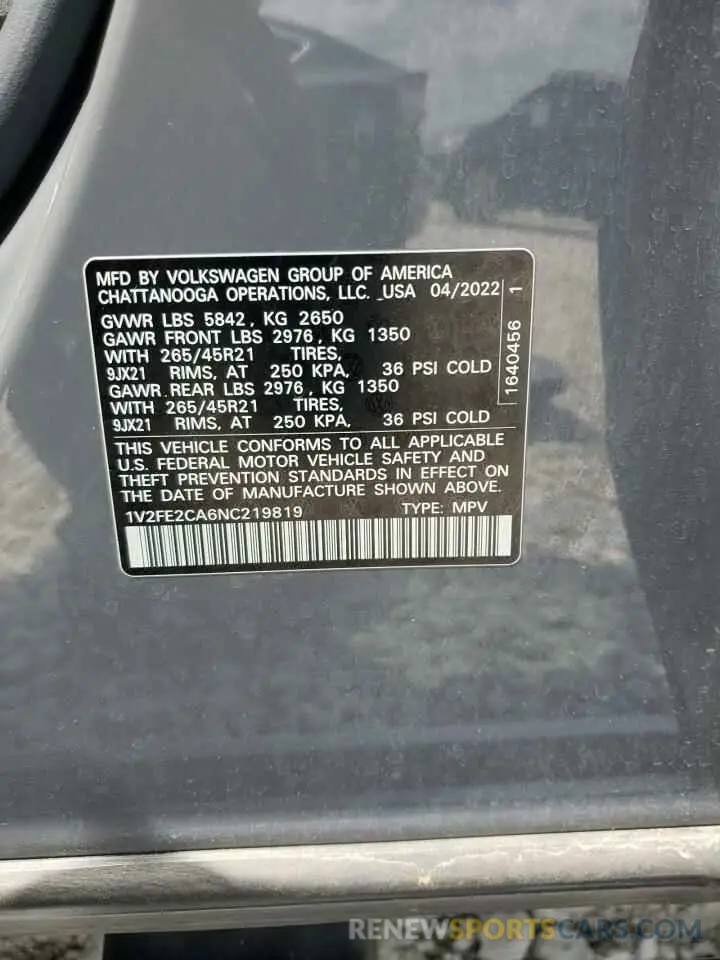 MFD BY VOLKSWAGEN GROUP OF AMERICA
CHATTANOOGA OPERATIONS, LLC. USA 04/2022
GVWR LBS 5842, KG 2650
GAWR FRONT LBS 2976, KG 1350
WITH 265/45R21 TIRES,
9JX21 RIMS, AT 250 KPA, 36 PSI COLD
GAWR REAR LBS 2976, KG 1350
WITH 265/45R21 TIRES,
9JX21 RIMS, AT 250 KPA, 36 PSI COLD
1640456 1
THIS VEHICLE CONFORMS TO ALL APPLICABLE
U.S. FEDERAL MOTOR VEHICLE SAFETY AND
THEFT PREVENTION STANDARDS IN EFFECT ON
THE DATE OF MANUFACTURE SHOWN ABOVE.
1V2FE2CA6NC219819 TYPE: MPV
RENEWSPORTSCARS.COM